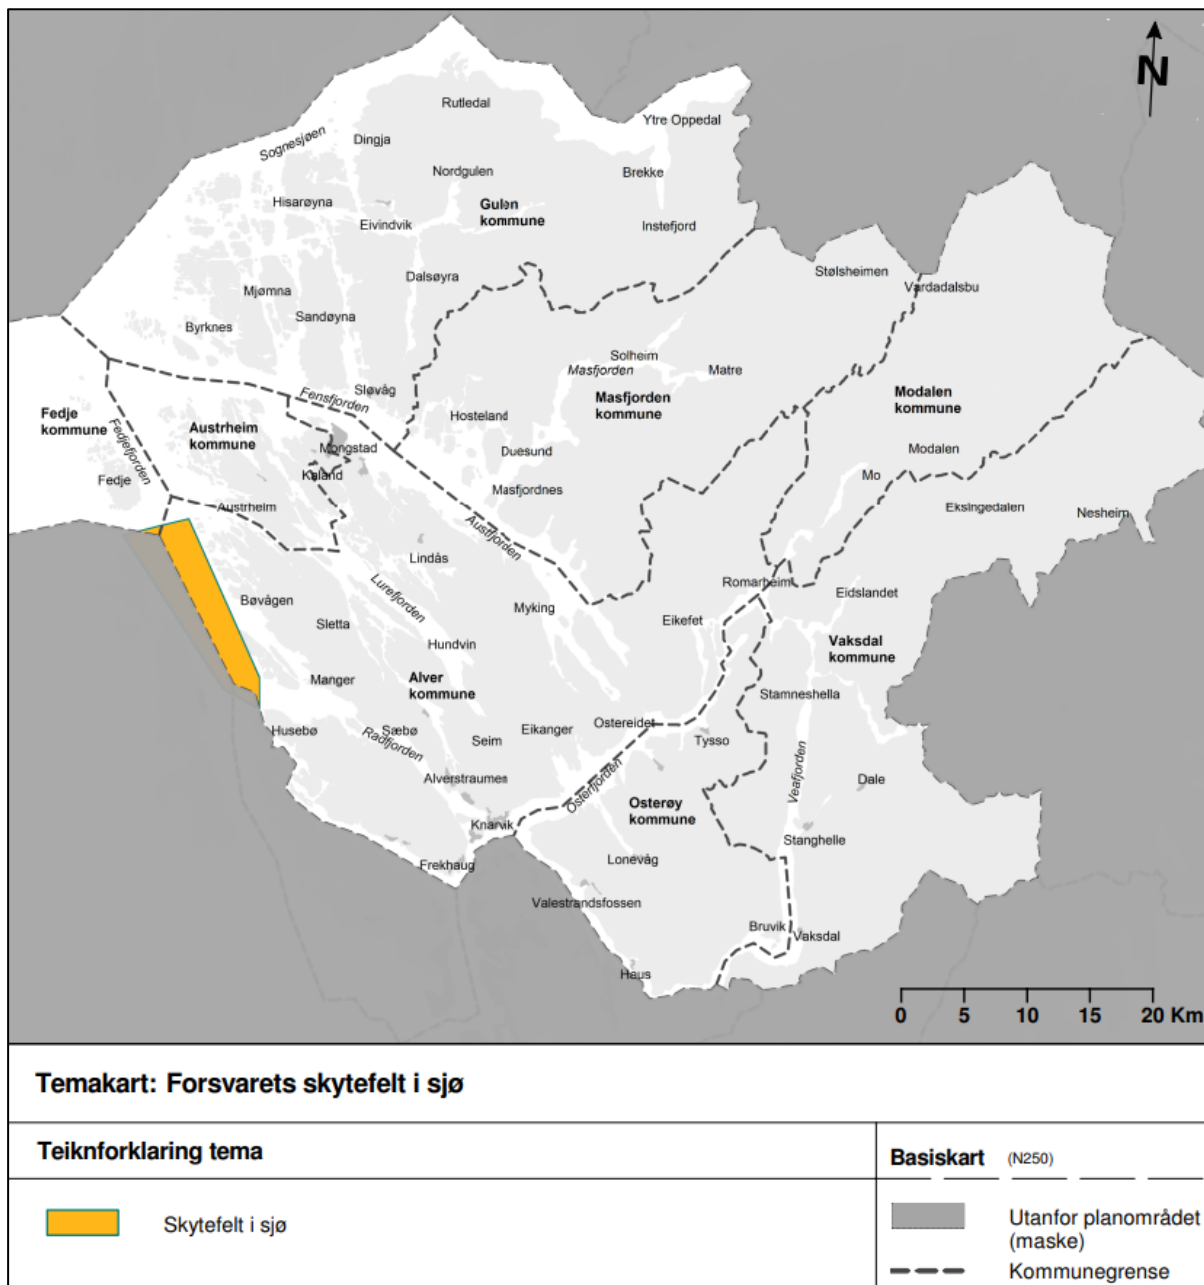 N
Rutledal
Ytre Oppedal
Dingja
Sognesjøen
Nordgulen
Brekke
Hisarøyna
Gulen
kommune
Eivindvik
Instefjord
Stølsheimen
Dalsøyra
Vardadalsbu
Mjømna
Sandøyna
Byrknes
Solheim
Masfjorden
Matre
Sløvåg
Fensfjorden
Modalen
kommune
Masfjorden
kommune
Fedje
kommune
Fedjefjorden
Austrheim
kommune
Hosteland
Mongstad
Duesund
Modalen
Kaland
Mo
Fedje
Masfjordnes
Austrheim
Eksingedalen
Nesheim
Austfjorden
Lindås
Romarheim
Lurefjorden
Eidslandet
Bøvågen
Myking
Eikefet
Sletta
Hundvin
Vaksdal
kommune
Manger
Alver
kommune
Stamneshella
Husebø
Sæbø
Radfjorden
Seim
Eikanger
Ostereidet
Tysso
Veafjorden
Alverstraumen
Osterfjorden
Dale
Osterøy
kommune
Knarvik
Stanghelle
Frekhaug
Lonevåg
Valestrandsfossen
Bruvik
Vaksdal
Haus
0 5 10 15 20 Km
Temakart: Forsvarets skytefelt i sjø
Teiknforklaring tema
Skytefelt i sjø
Basiskart (N250)
Utanfor planområdet
(maske)
Kommunegrense